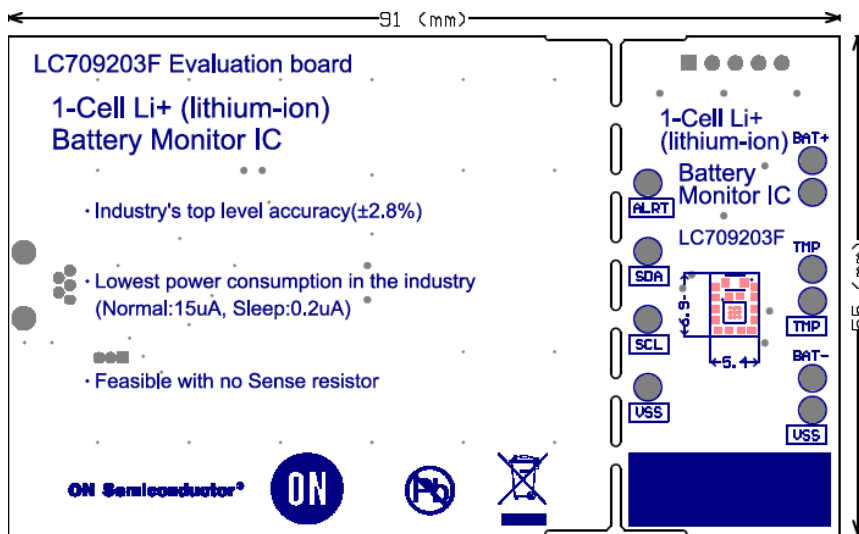 91 (mm)
LC709203F Evaluation board
1-Cell Li+ (lithium-ion)
Battery Monitor IC
・Industry's top level accuracy(±2.8%)
・Lowest power consumption in the industry
(Normal:15uA, Sleep:0.2uA)
・Feasible with no Sense resistor
ON Semiconductor®
ON
Pb
1-Cell Li+
(lithium-ion)
Battery
Monitor IC
LC709203F
BAT+
ALRT
SDA
SCL
VSS
TMP
TMP
BAT-
VSS
6.9
5.4